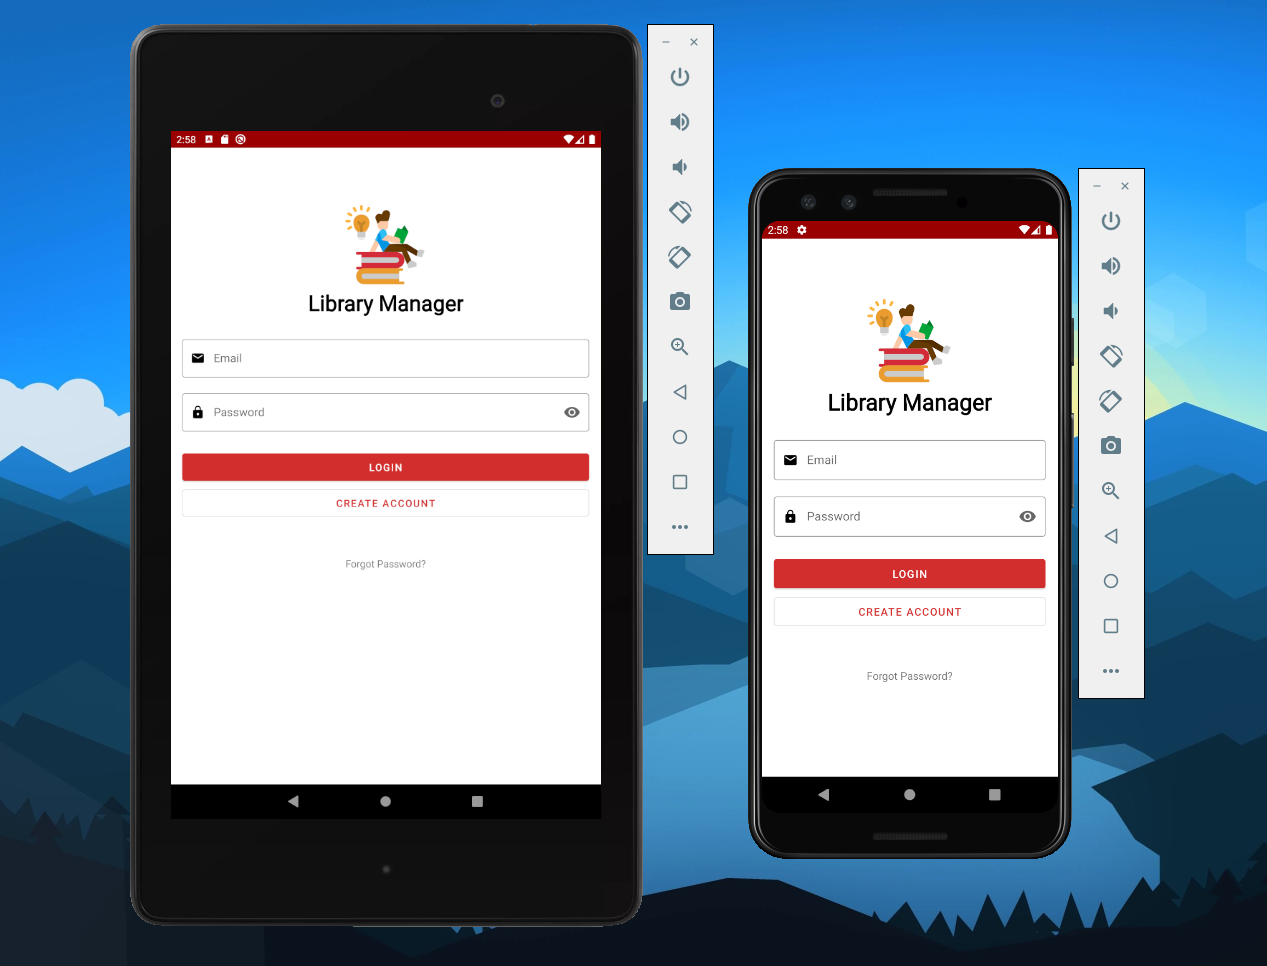 2:58
Library Manager
Email
Password
LOGIN
CREATE ACCOUNT
Forgot Password?
2:58
Library Manager
Email
Password
LOGIN
CREATE ACCOUNT
Forgot Password?